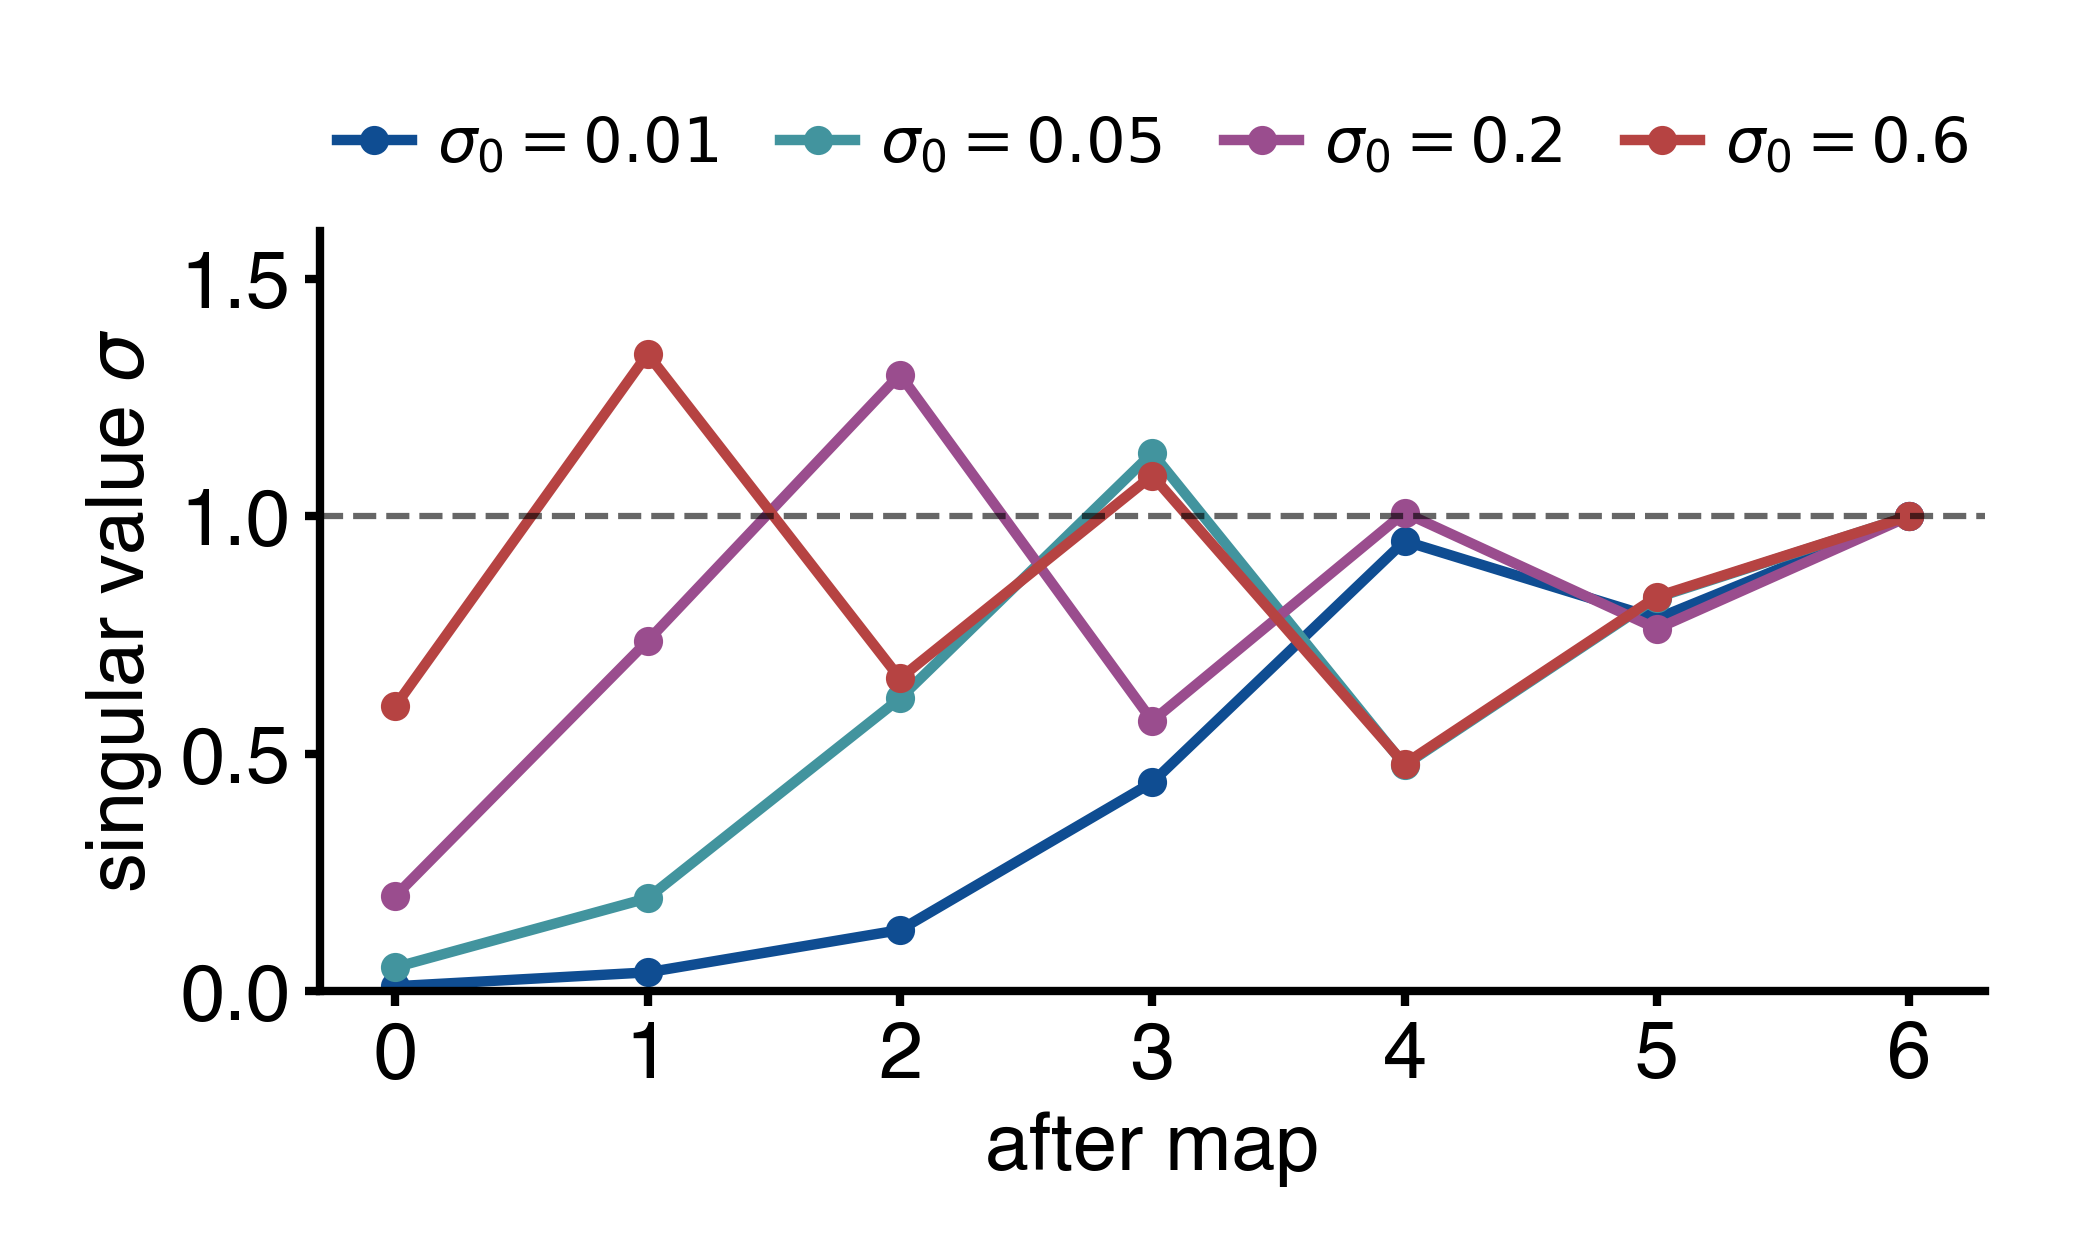 σ₀ = 0.01 σ₀ = 0.05 σ₀ = 0.2 σ₀ = 0.6
singular value σ
1.5
1.0
0.5
0.0
0 1 2 3 4 5 6
after map